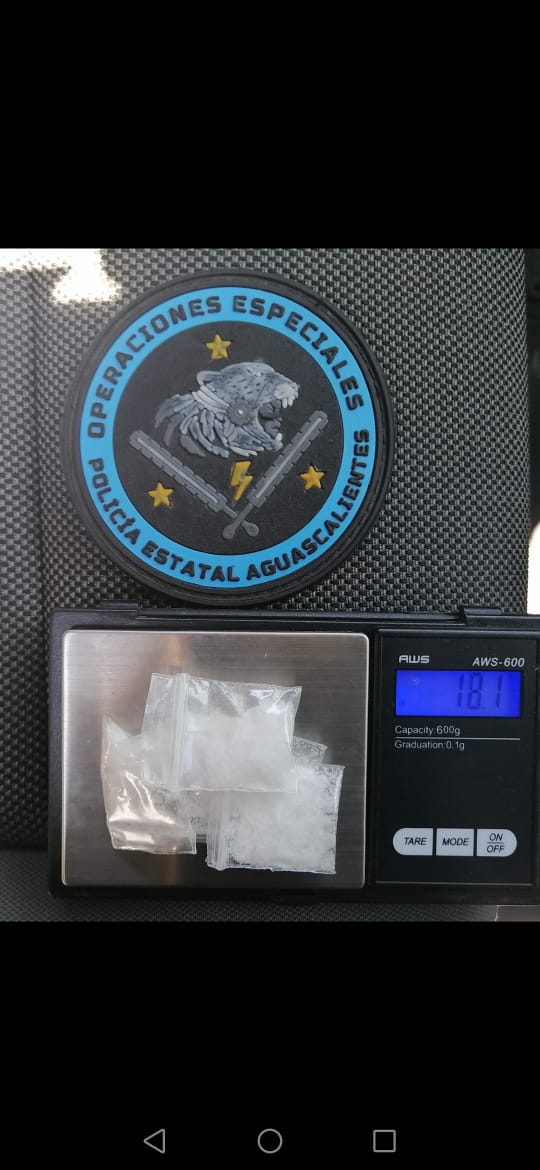 OPERACIONES ESPECIALES
POLICÍA ESTATAL AGUASCALIENTES
AWS
AWS-600
18.1
Capacity:600g
Graduation:0.1g
TARE
MODE
ON
OFF